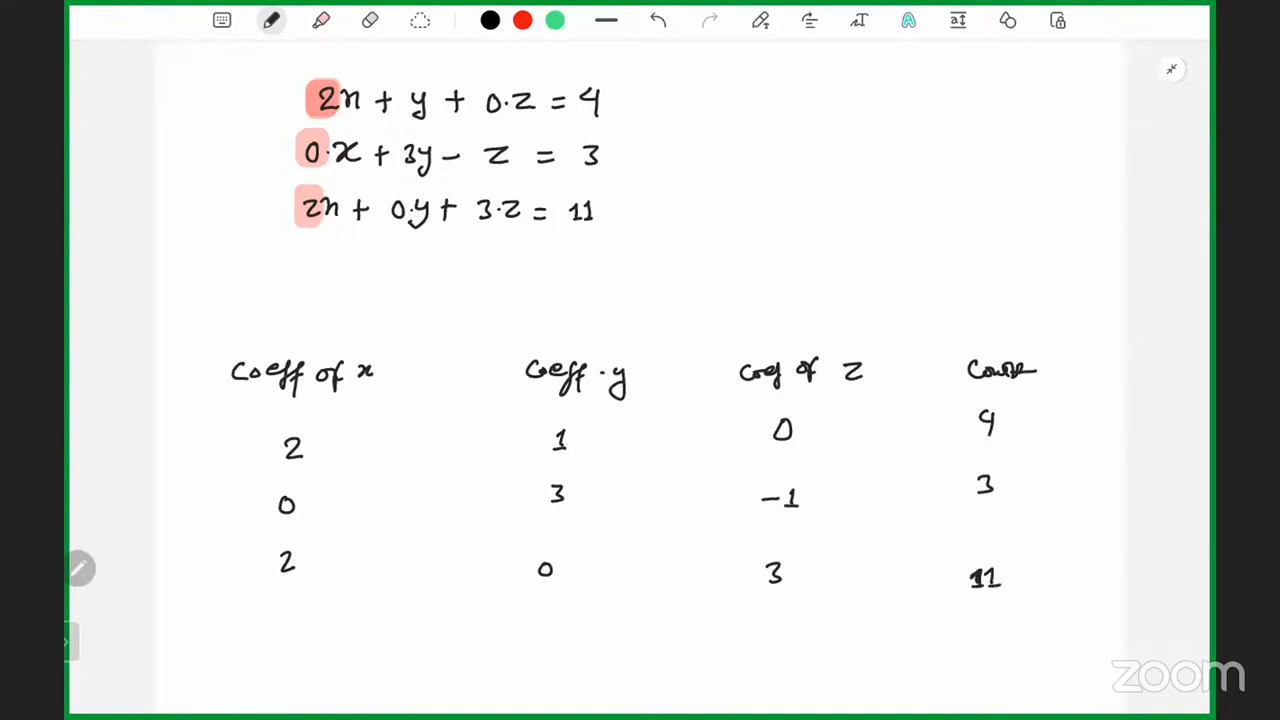 2x + y + 0·z = 4
0·x + 3y - z = 3
2x + 0·y + 3·z = 11
Coeff of x Coeff·y Coef of z
2 1 0 4
0 3 -1 3
2 0 3 11
zoom